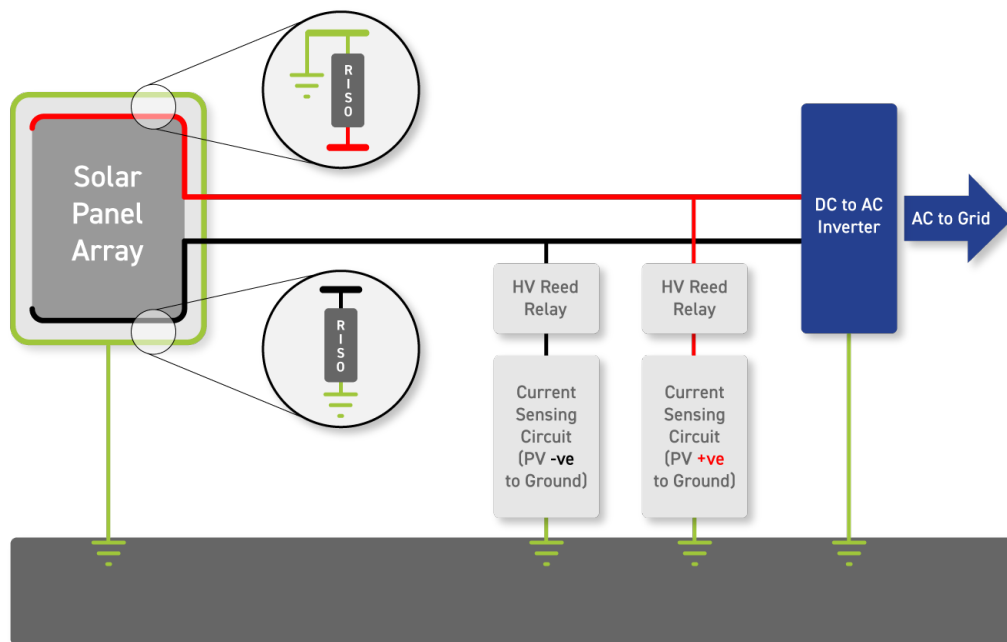 R
I
S
O
Solar
Panel
Array
DC to AC
Inverter
AC to Grid
HV Reed
Relay
HV Reed
Relay
R
I
S
O
Current
Sensing
Circuit
(PV -ve
to Ground)
Current
Sensing
Circuit
(PV +ve
to Ground)